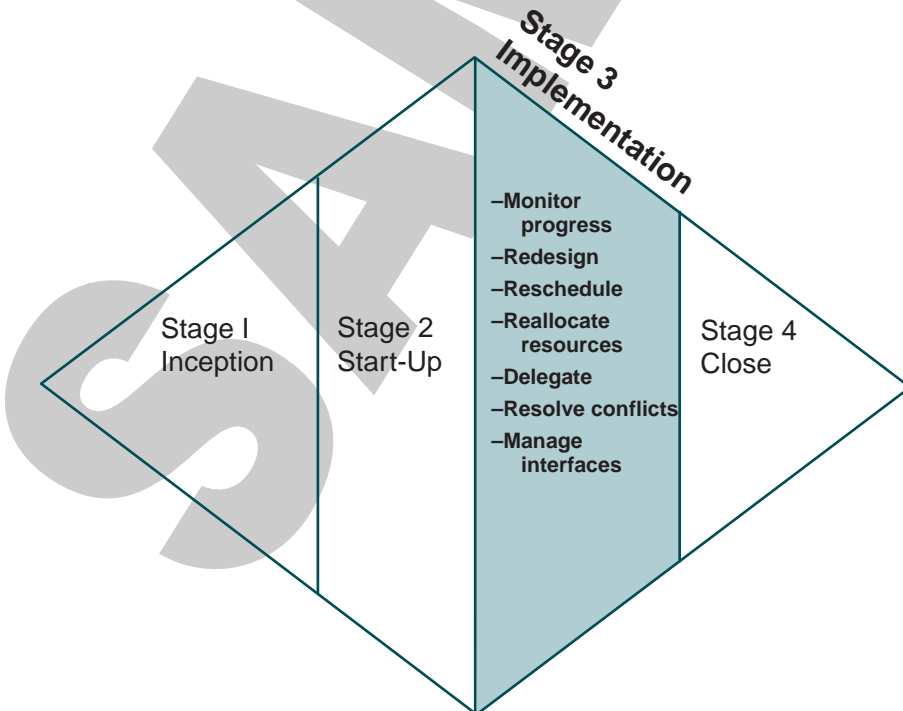 Stage 3
Implementation
–Monitor
progress
–Redesign
–Reschedule
–Reallocate
resources
–Delegate
–Resolve conflicts
–Manage
interfaces
Stage I
Inception
Stage 2
Start-Up
Stage 4
Close